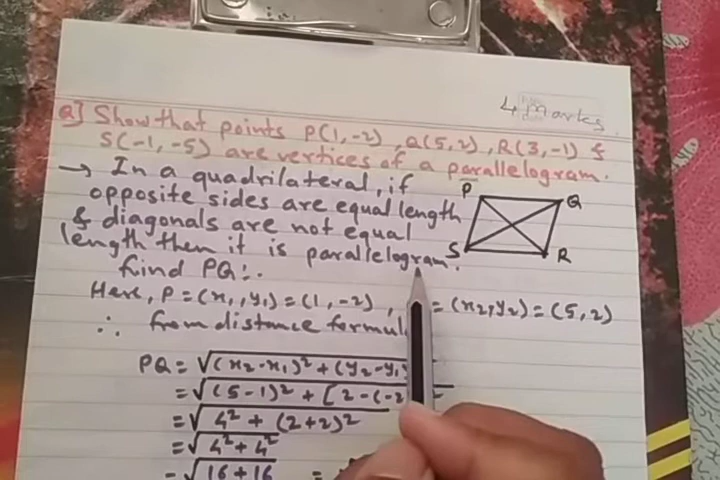 4 marks
Q] Show that points P(1,-2), Q(5,2), R(3,-1) &
S(-1,-5) are vertices of a parallelogram.
→ In a quadrilateral, if
opposite sides are equal length
& diagonals are not equal
length then it is parallelogram.
P
Q
S
R
find PQ:.
Here, P = (x₁, y₁) = (1, -2), = (x₂, y₂) = (5, 2)
∴ from distance
PQ = √(x₂-x₁)² + (y₂-y₁)
= √(5-1)² + [2-(-2
= √4² + (2+2)²
= √4²+4²
= √16+16 =